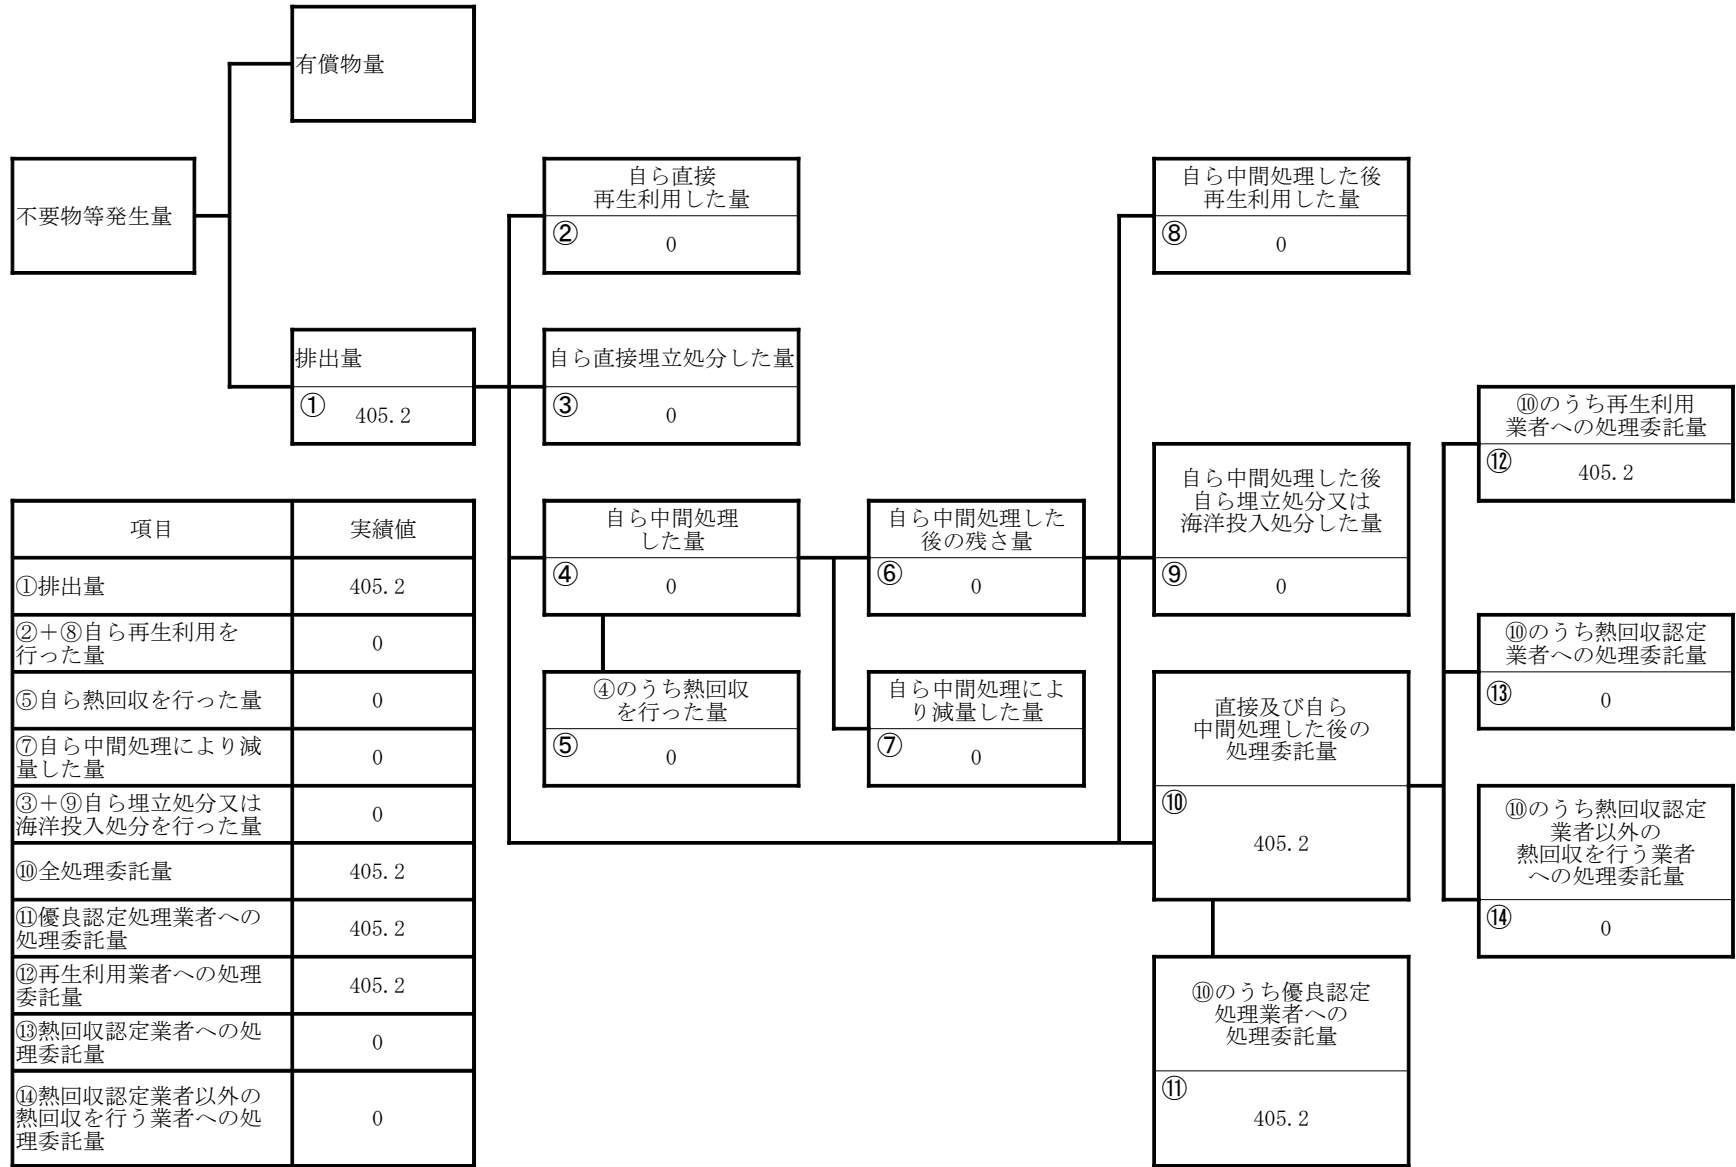 有償物量
不要物等発生量
自ら直接
再生利用した量
②
0
自ら中間処理した後
再生利用した量
⑧
0
排出量
①
405.2
自ら直接埋立処分した量
③
0
⑩のうち再生利用
業者への処理委託量
⑫
405.2
自ら中間処理
した量
④
0
自ら中間処理した
後の残さ量
⑥
0
自ら中間処理した後
自ら埋立処分又は
海洋投入処分した量
⑨
0
⑩のうち熱回収認定
業者への処理委託量
⑬
0
④のうち熱回収
を行った量
⑤
0
自ら中間処理によ
り減量した量
⑦
0
直接及び自ら
中間処理した後の
処理委託量
⑩
405.2
⑩のうち熱回収認定
業者以外の
熱回収を行う業者
への処理委託量
⑭
0
⑩のうち優良認定
処理業者への
処理委託量
⑪
405.2
項目 実績値
①排出量 405.2
②+⑧自ら再生利用を
行った量 0
⑤自ら熱回収を行った量 0
⑦自ら中間処理により減
量した量 0
③+⑨自ら埋立処分又は
海洋投入処分を行った量 0
⑩全処理委託量 405.2
⑪優良認定処理業者への
処理委託量 405.2
⑫再生利用業者への処理
委託量 405.2
⑬熱回収認定業者への処
理委託量 0
⑭熱回収認定業者以外の
熱回収を行う業者への処
理委託量 0